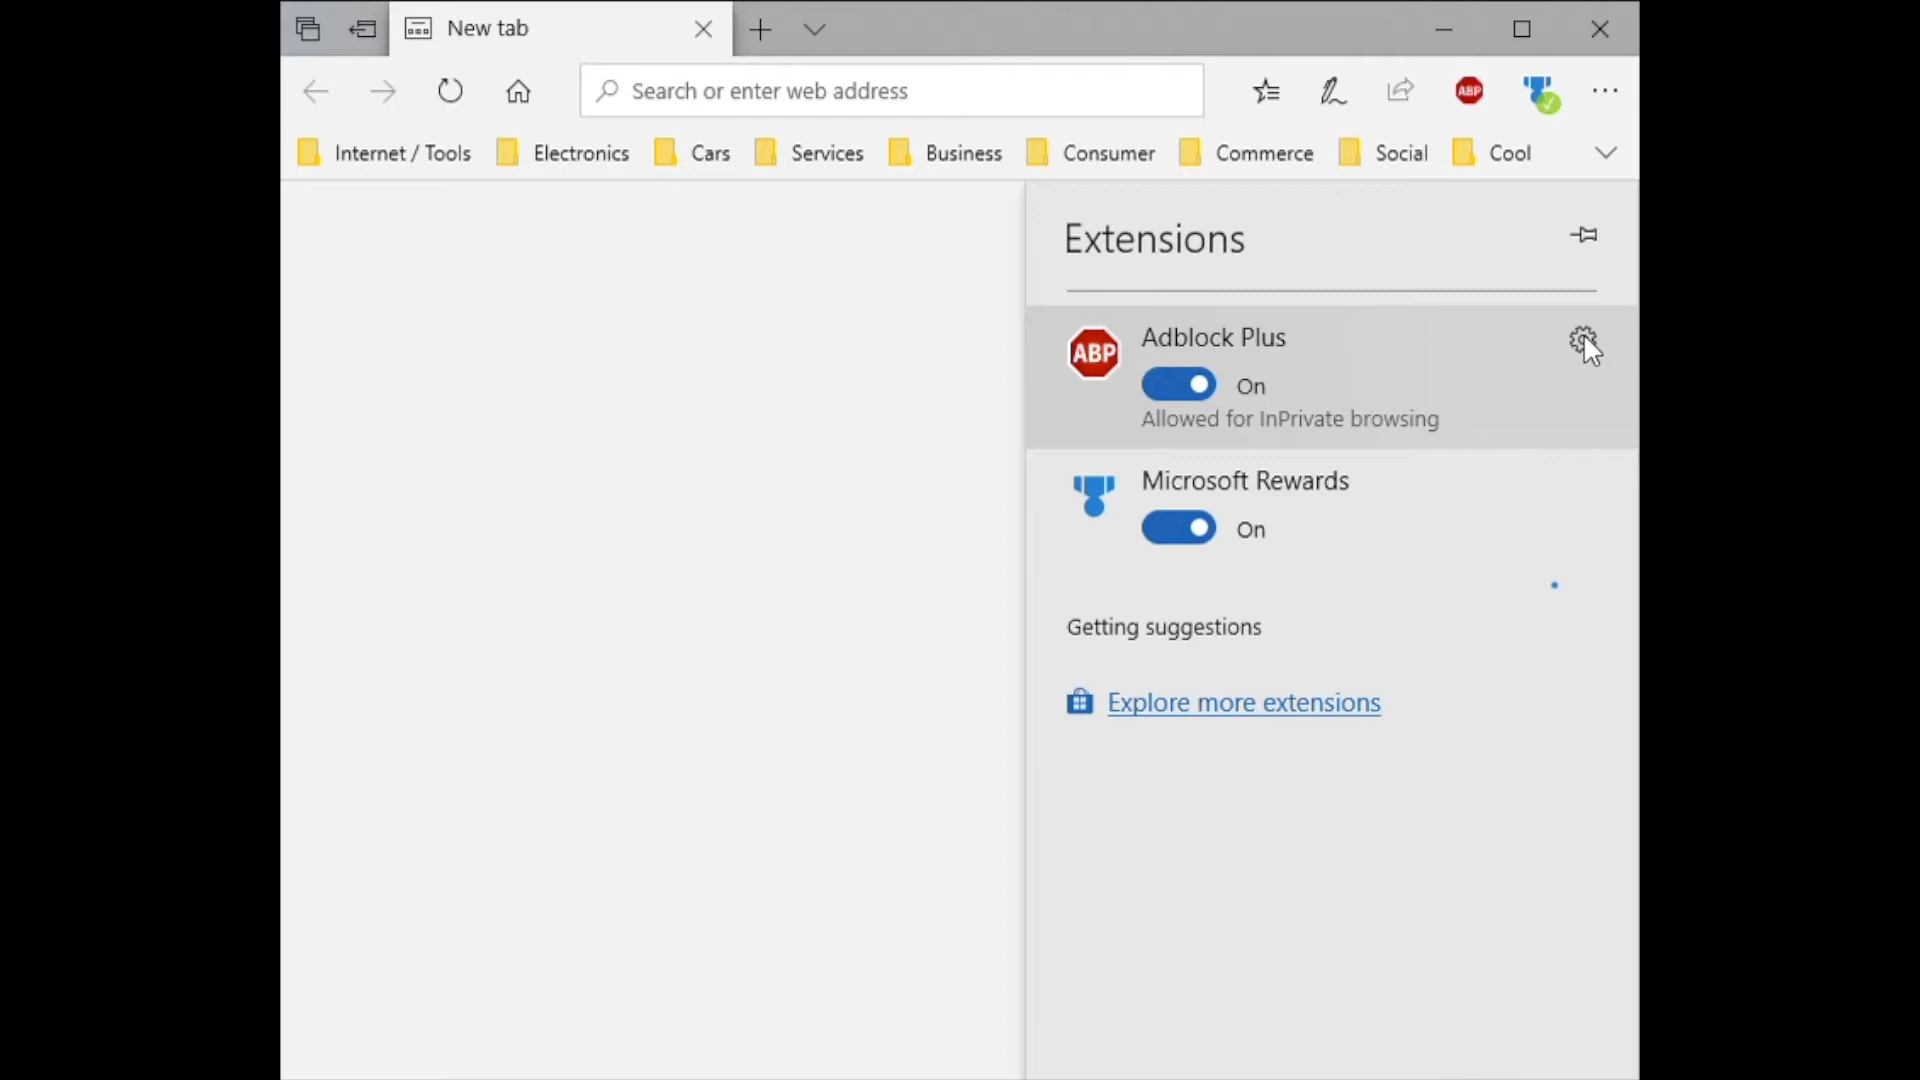 New tab
Search or enter web address
ABP
Internet / Tools
Electronics
Cars
Services
Business
Consumer
Commerce
Social
Cool
Extensions
ABP
Adblock Plus
On
Allowed for InPrivate browsing
Microsoft Rewards
On
Getting suggestions
Explore more extensions